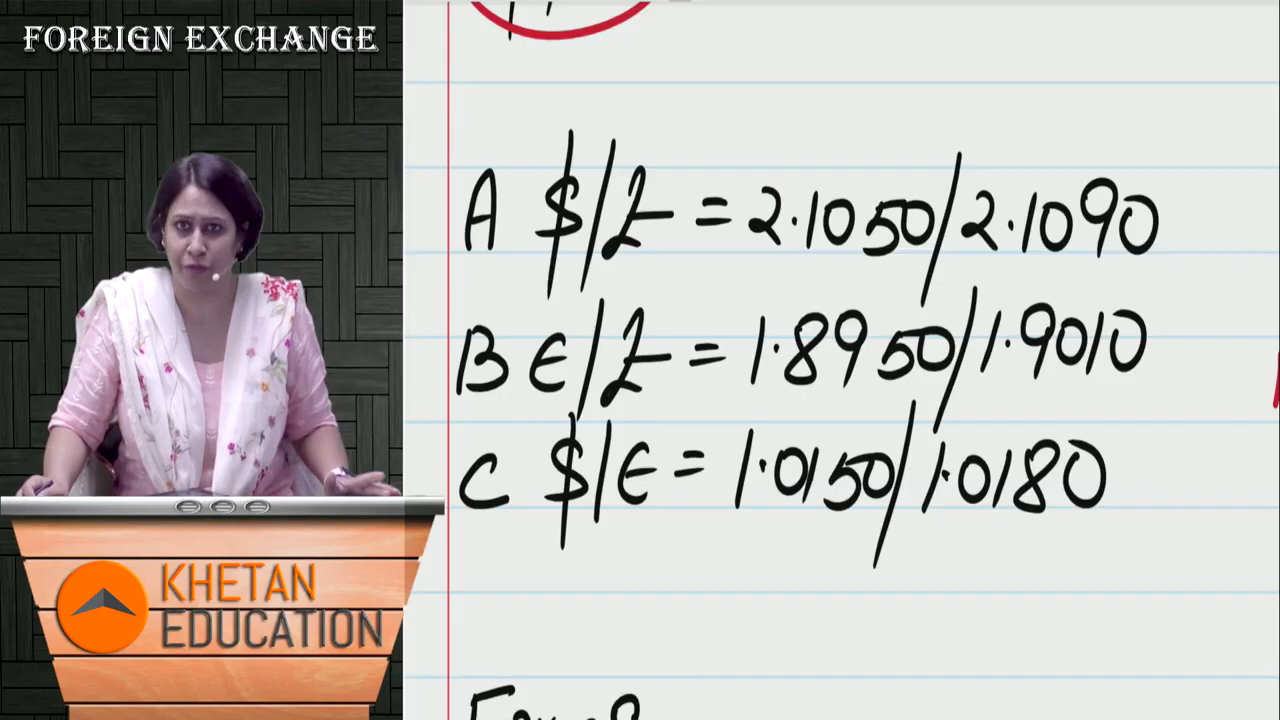 FOREIGN EXCHANGE
A $/£ = 2.1050/2.1090
B €/£ = 1.8950/1.9010
C $/€ = 1.0150/1.0180
KHETAN
EDUCATION